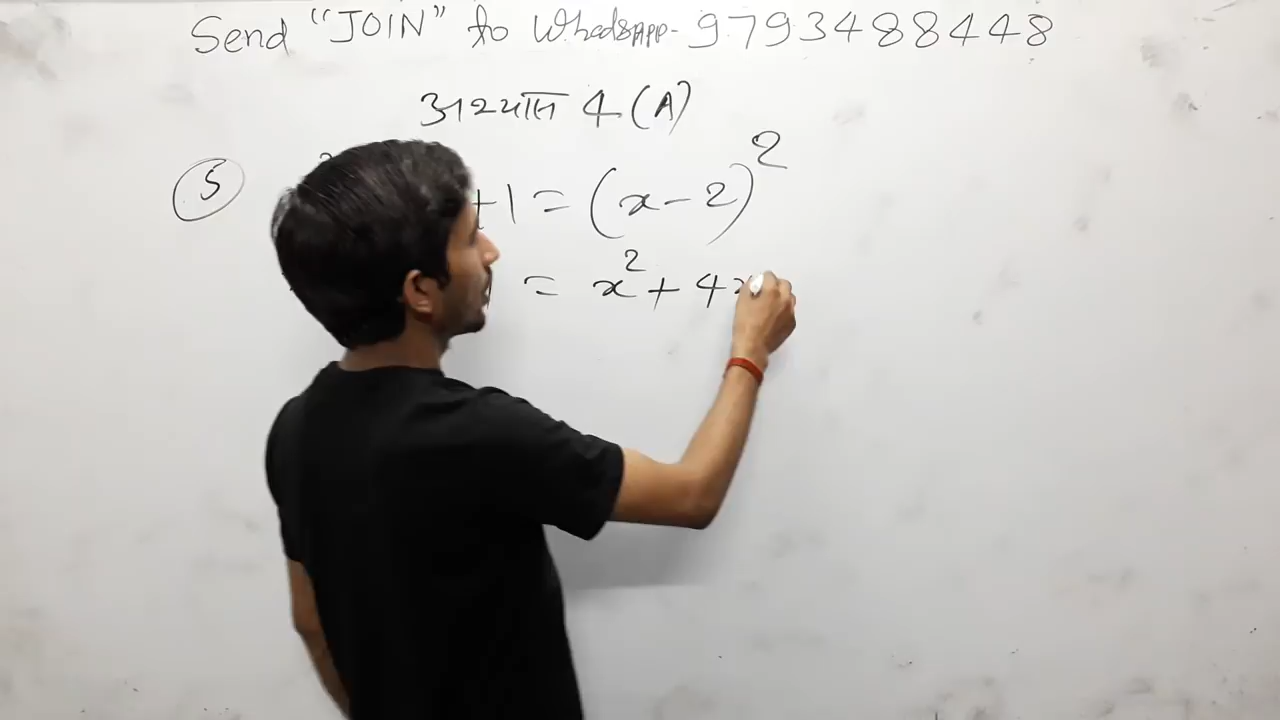 Send "JOIN" to WhatsApp- 9793488448
अभ्यास 4 (A)
5 +1 = (x-2)²
= x² + 4x